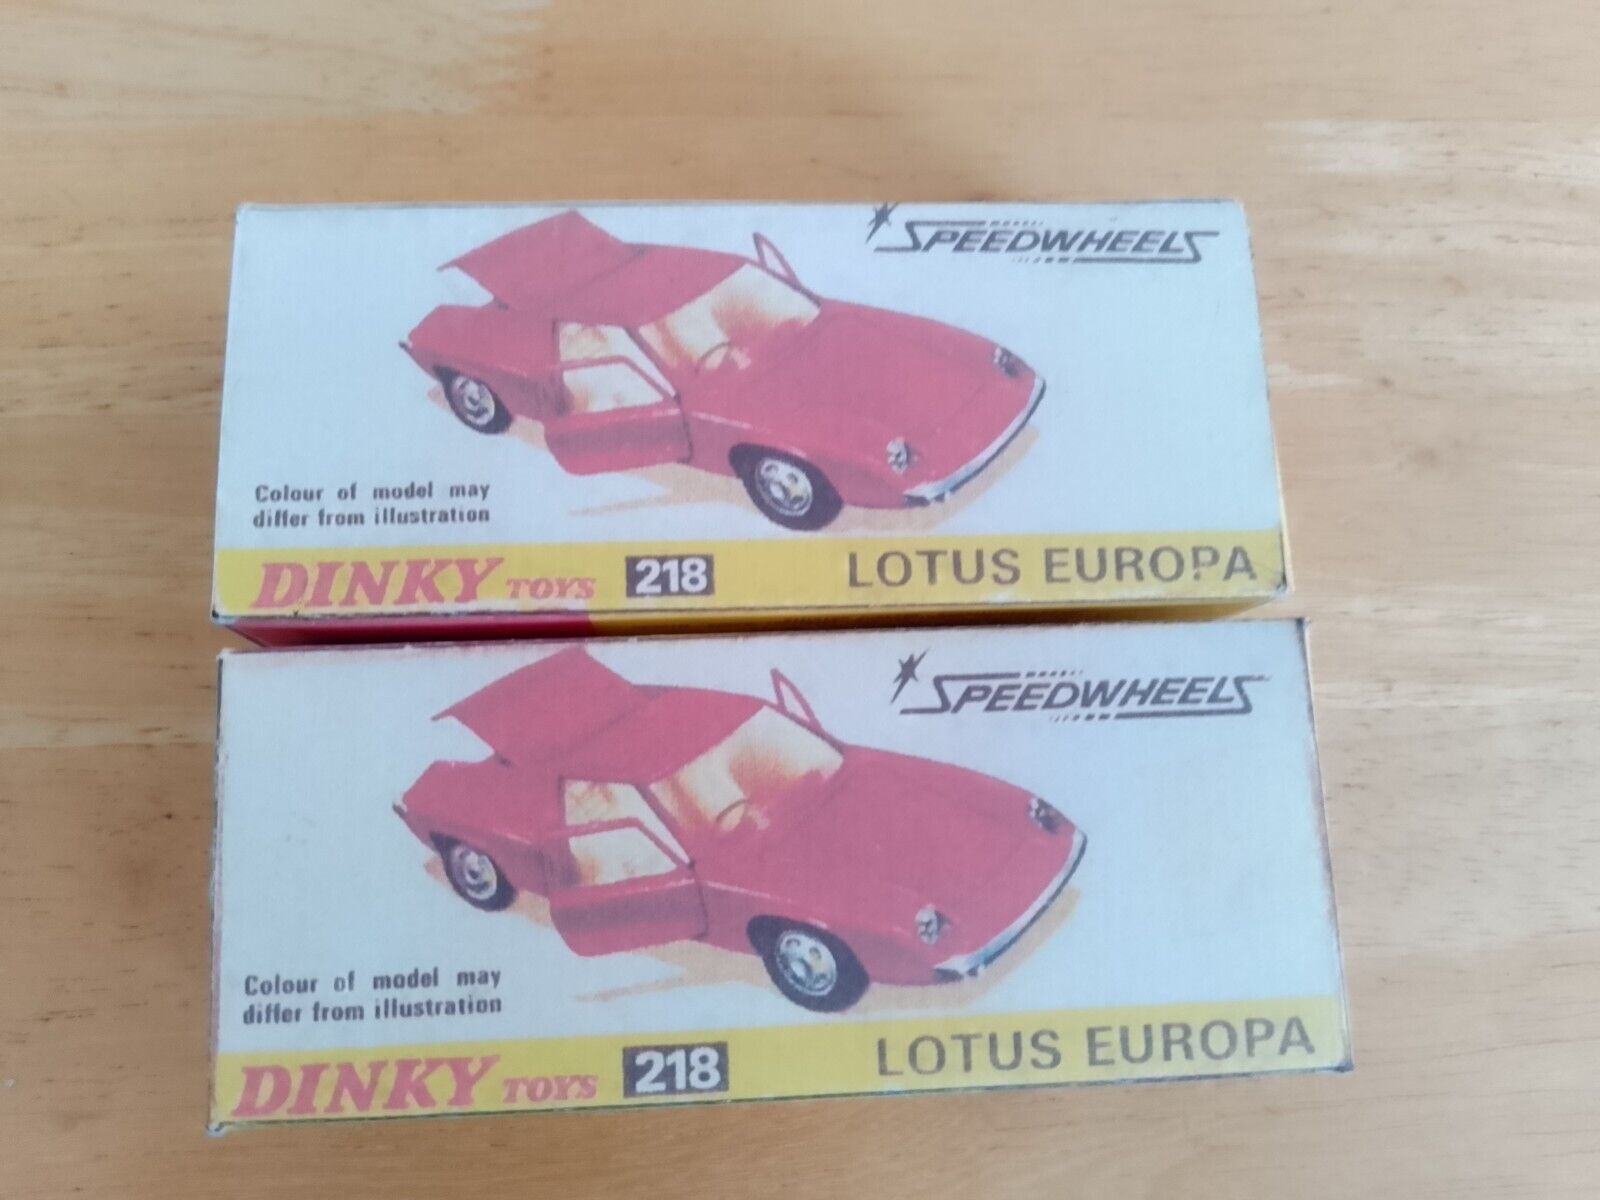 SPEEDWHEELS
Colour of model may
differ from illustration
DINKY TOYS 218 LOTUS EUROPA
SPEEDWHEELS
Colour of model may
differ from illustration
DINKY TOYS 218 LOTUS EUROPA